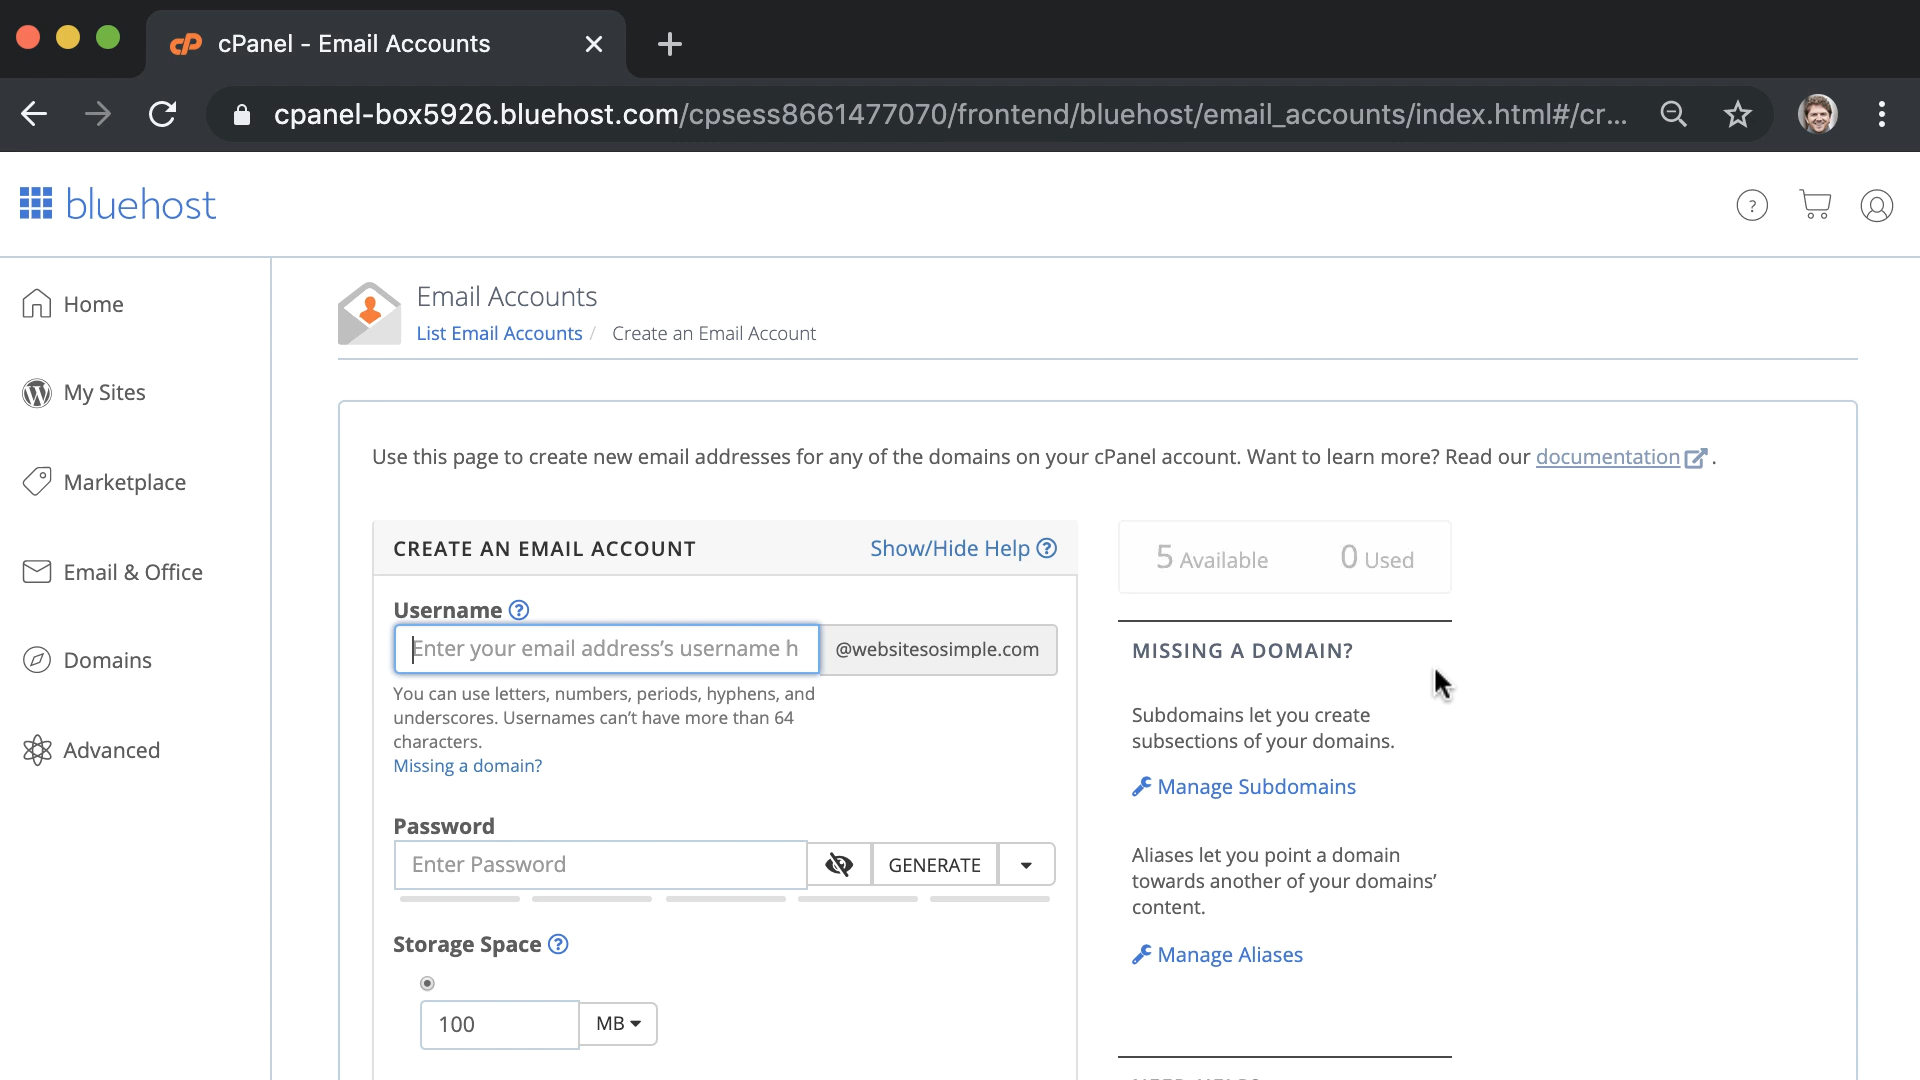 cPanel - Email Accounts
cpanel-box5926.bluehost.com/cpsess8661477070/frontend/bluehost/email_accounts/index.html#/cr...
bluehost
Home
My Sites
Marketplace
Email & Office
Domains
Advanced
Email Accounts
List Email Accounts / Create an Email Account
Use this page to create new email addresses for any of the domains on your cPanel account. Want to learn more? Read our documentation .
CREATE AN EMAIL ACCOUNT
Show/Hide Help ?
Username ?
Enter your email address's username h
@websitesosimple.com
You can use letters, numbers, periods, hyphens, and
underscores. Usernames can't have more than 64
characters.
Missing a domain?
Password
Enter Password
GENERATE
Storage Space ?
100
MB
5 Available
0 Used
MISSING A DOMAIN?
Subdomains let you create
subsections of your domains.
Manage Subdomains
Aliases let you point a domain
towards another of your domains'
content.
Manage Aliases